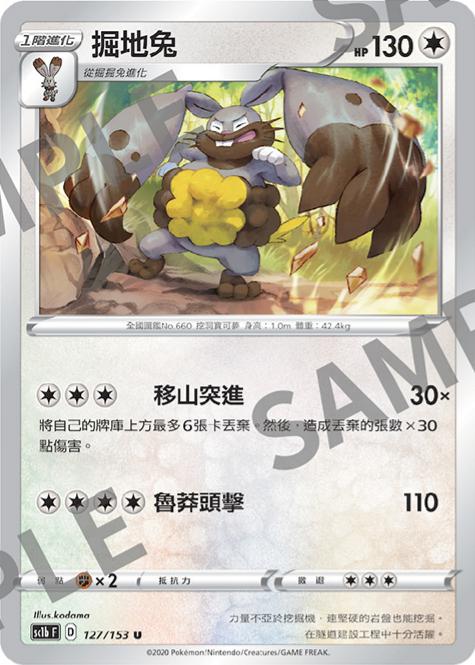 1階進化
掘地兔
HP 130
從掘掘兔進化
全國圖鑑No.660 挖洞寶可夢 身高：1.0m 體重：42.4kg
移山突進 30×
將自己的牌庫上方最多6張卡丟棄。然後，造成丟棄的張數×30
點傷害。
魯莽頭擊 110
弱點 ×2 抵抗力 撤退
Illus.kodama
sc1b F D 127/153 U
力量不亞於挖掘機，連堅硬的岩盤也能挖掘。
在隧道建設工程中十分活躍。
©2020 Pokémon/Nintendo/Creatures/GAME FREAK.
SAMPLE